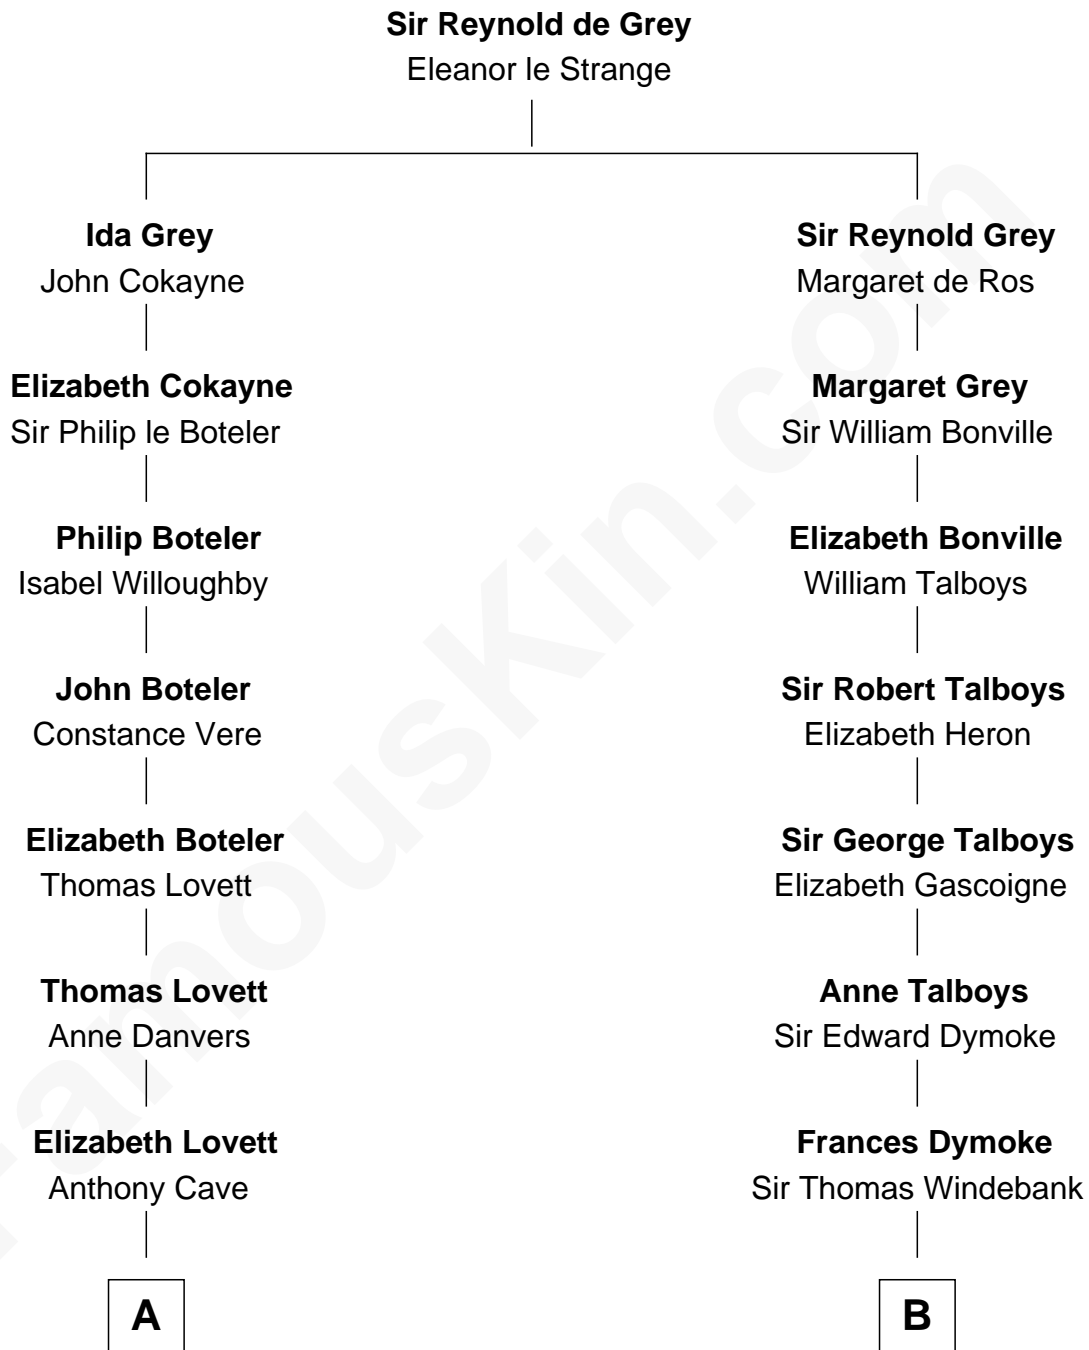 Sir Reynold de Grey
Eleanor le Strange
Ida Grey
John Cokayne
Sir Reynold Grey
Margaret de Ros
Elizabeth Cokayne
Sir Philip le Boteler
Margaret Grey
Sir William Bonville
Philip Boteler
Isabel Willoughby
Elizabeth Bonville
William Talboys
John Boteler
Constance Vere
Sir Robert Talboys
Elizabeth Heron
Elizabeth Boteler
Thomas Lovett
Sir George Talboys
Elizabeth Gascoigne
Thomas Lovett
Anne Danvers
Anne Talboys
Sir Edward Dymoke
Elizabeth Lovett
Anthony Cave
Frances Dymoke
Sir Thomas Windebank
A
B
FamousKin.com